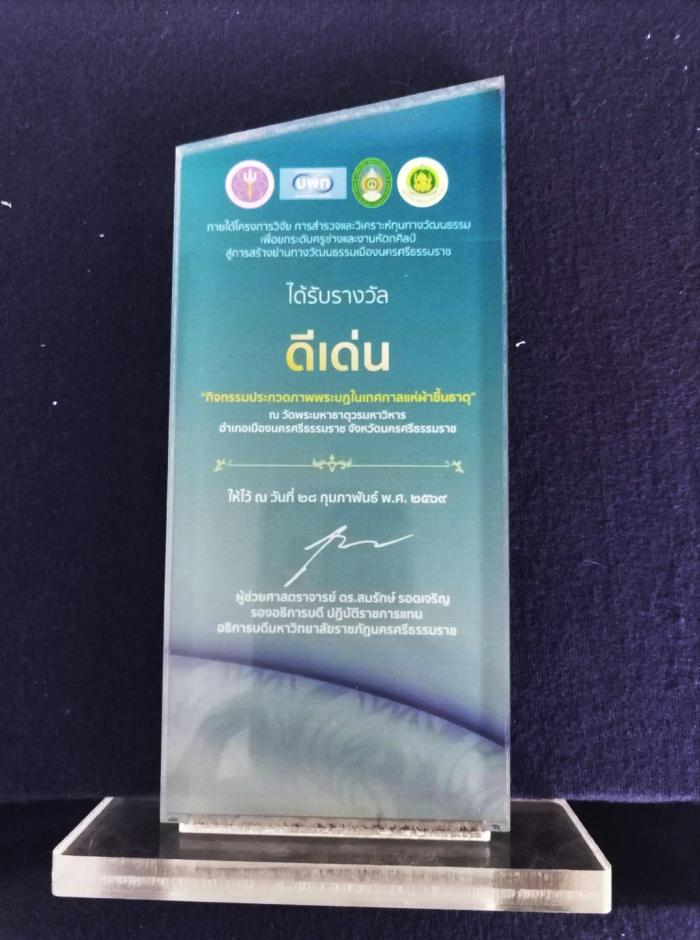 บพท
ภายใต้โครงการวิจัย การสำรวจและวิเคราะห์ทุนทางวัฒนธรรม
เพื่อยกระดับครูช่างและงานหัตถศิลป์
สู่การสร้างย่านทางวัฒนธรรมเมืองนครศรีธรรมราช
ได้รับรางวัล
ดีเด่น
"กิจกรรมประกวดภาพพระบฏในเทศกาลแห่ผ้าขึ้นธาตุ"
ณ วัดพระมหาธาตุวรมหาวิหาร
อำเภอเมืองนครศรีธรรมราช จังหวัดนครศรีธรรมราช
ให้ไว้ ณ วันที่ ๒๘ กุมภาพันธ์ พ.ศ. ๒๕๖๙
ผู้ช่วยศาสตราจารย์ ดร.สมรักษ์ รอดเจริญ
รองอธิการบดี ปฏิบัติราชการแทน
อธิการบดีมหาวิทยาลัยราชภัฏนครศรีธรรมราช